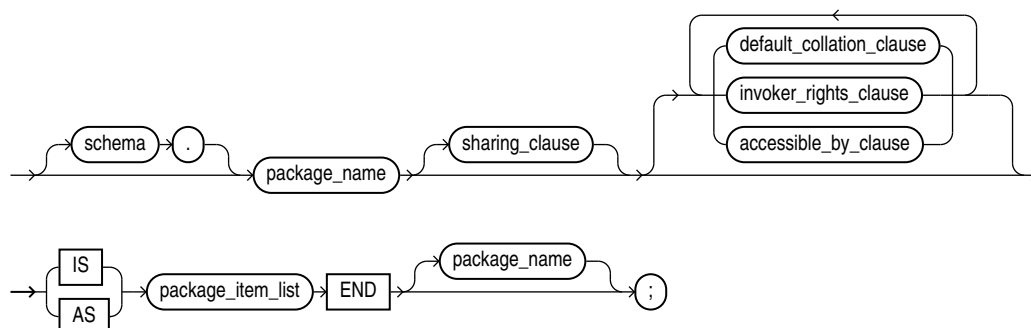 default_collation_clause
invoker_rights_clause
accessible_by_clause
schema . package_name sharing_clause
IS
AS
package_item_list END package_name ;